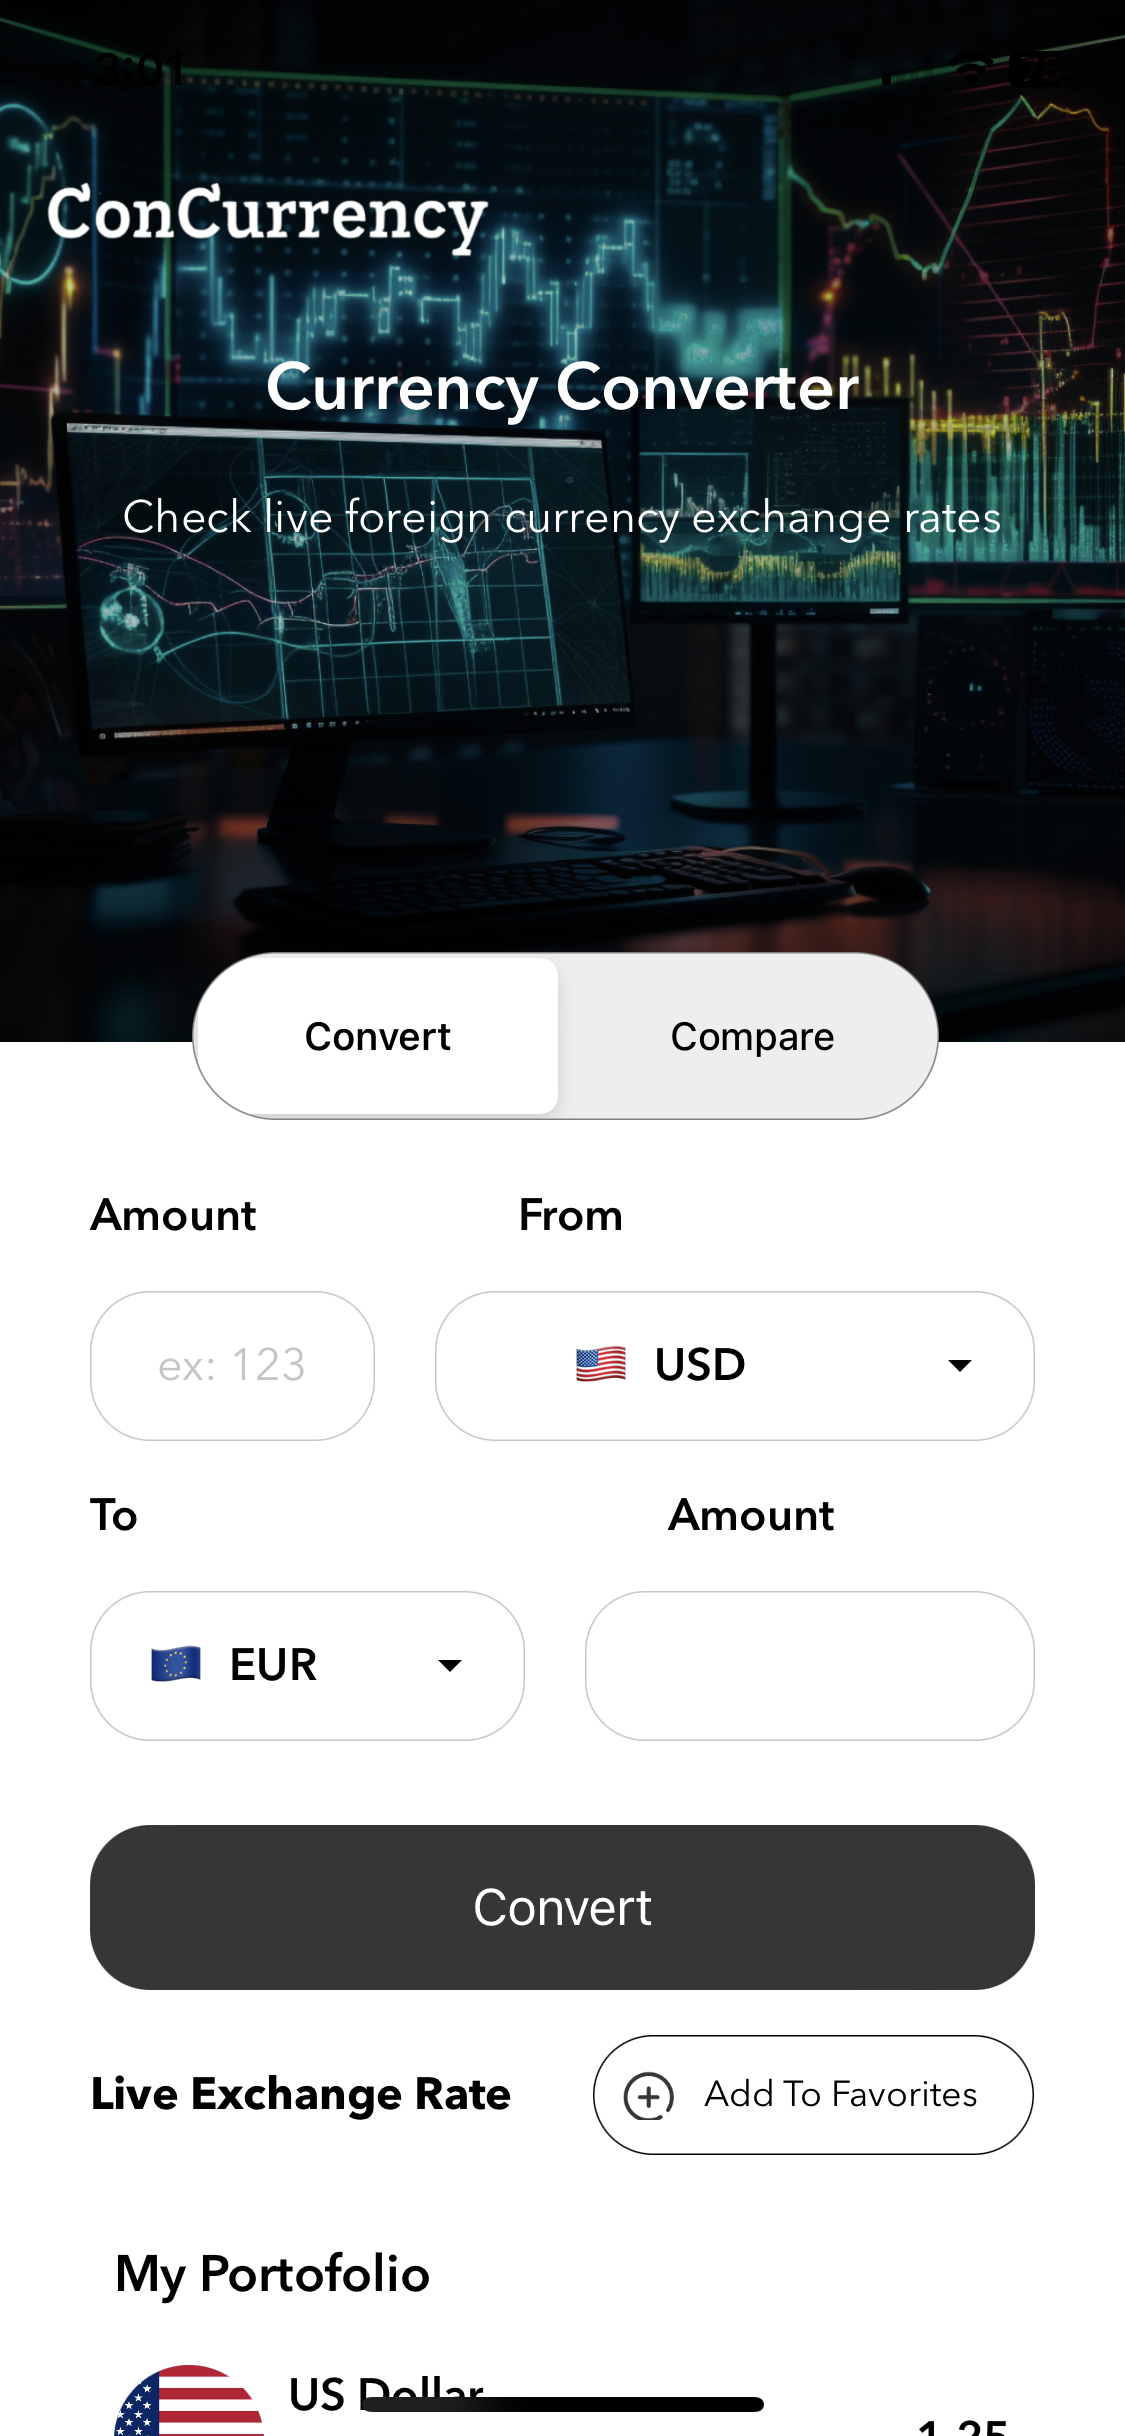 3:01
ConCurrency
Currency Converter
Check live foreign currency exchange rates
Convert
Compare
Amount
From
ex: 123
USD
To
Amount
EUR
Convert
Live Exchange Rate
Add To Favorites
My Portofolio
US Dollar
1.25